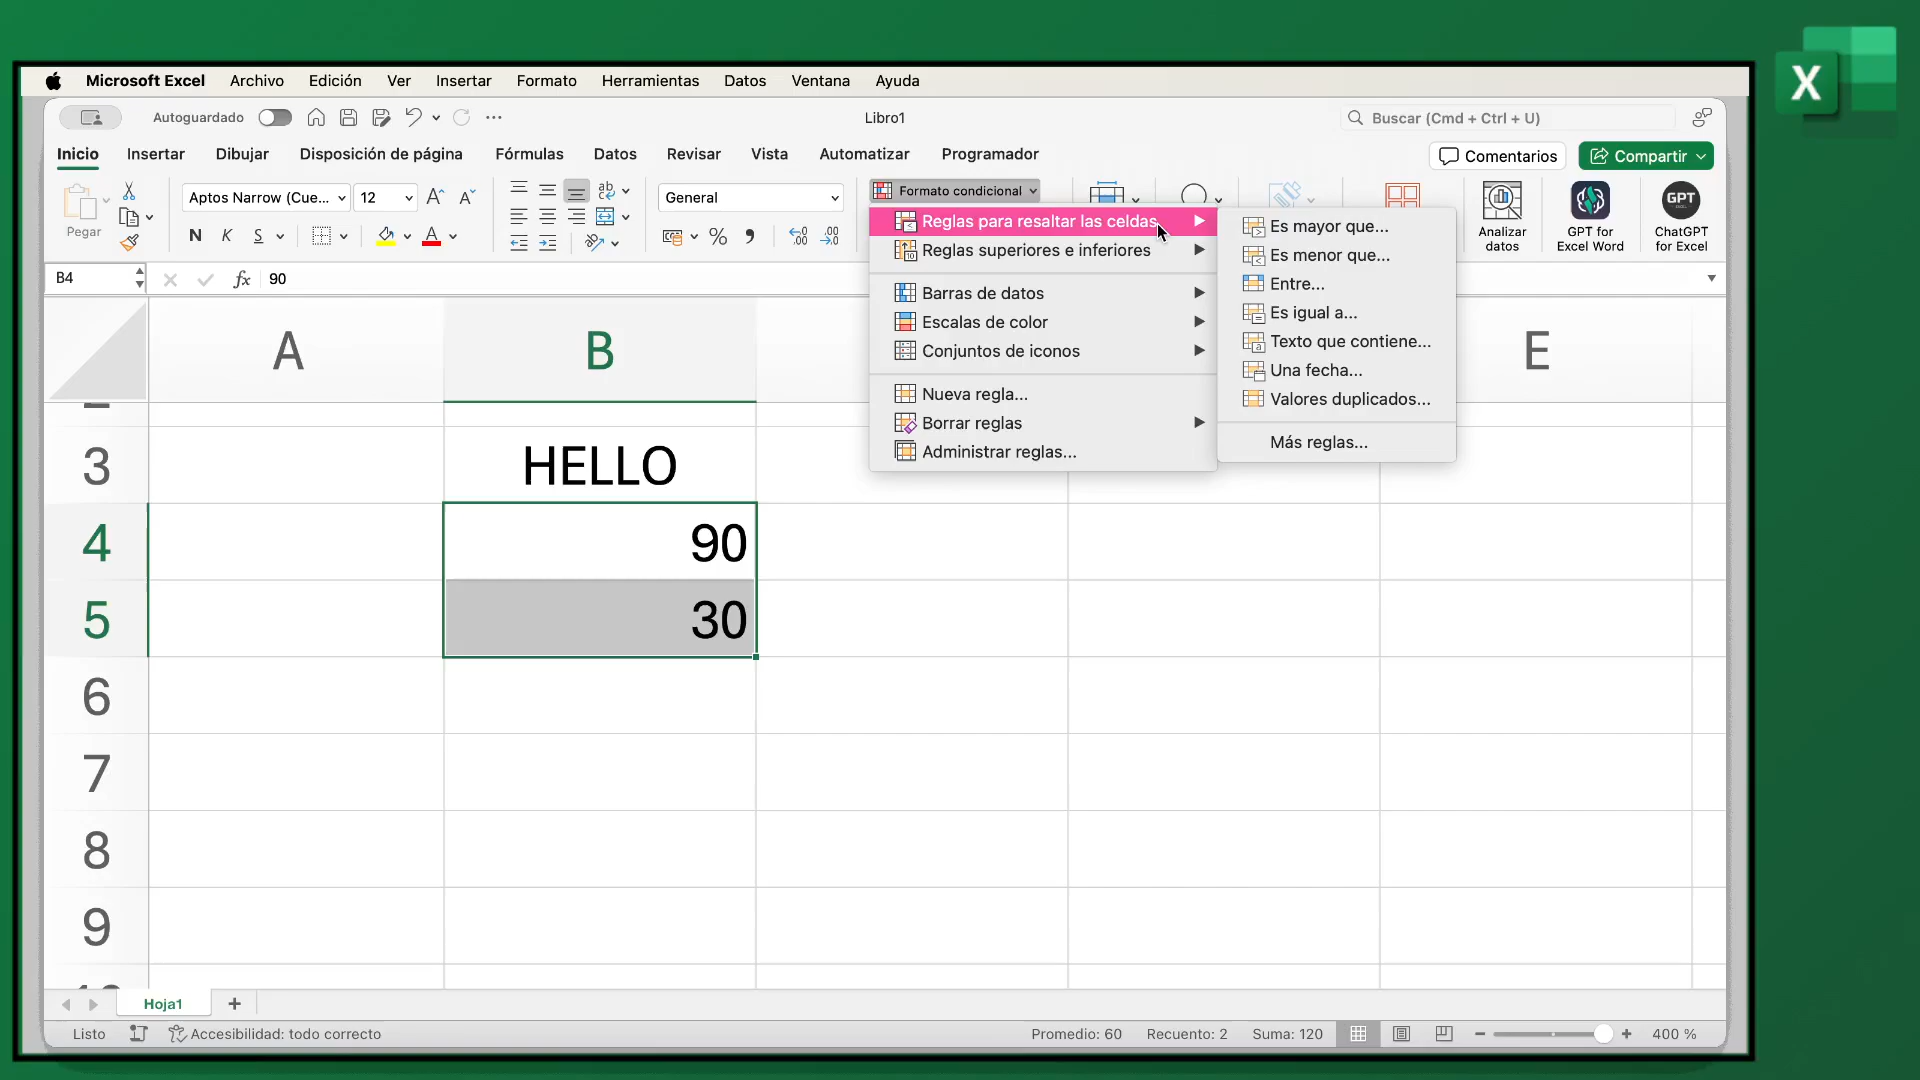 Microsoft Excel Archivo Edición Ver Insertar Formato Herramientas Datos Ventana Ayuda
Autoguardado Libro1 Buscar (Cmd + Ctrl + U)
Inicio Insertar Dibujar Disposición de página Fórmulas Datos Revisar Vista Automatizar Programador Comentarios Compartir
X
Pegar
Aptos Narrow (Cue... 12
N K S
General
Formato condicional
Analizar datos
GPT for Excel Word
GPT
ChatGPT for Excel
Reglas para resaltar las celdas
Reglas superiores e inferiores
Barras de datos
Escalas de color
Conjuntos de iconos
Nueva regla...
Borrar reglas
Administrar reglas...
Es mayor que...
Es menor que...
Entre...
Es igual a...
Texto que contiene...
Una fecha...
Valores duplicados...
Más reglas...
B4 fx 90
A B E
3 HELLO
4 90
5 30
6
7
8
9
Hoja1 +
Listo Accesibilidad: todo correcto Promedio: 60 Recuento: 2 Suma: 120 400 %